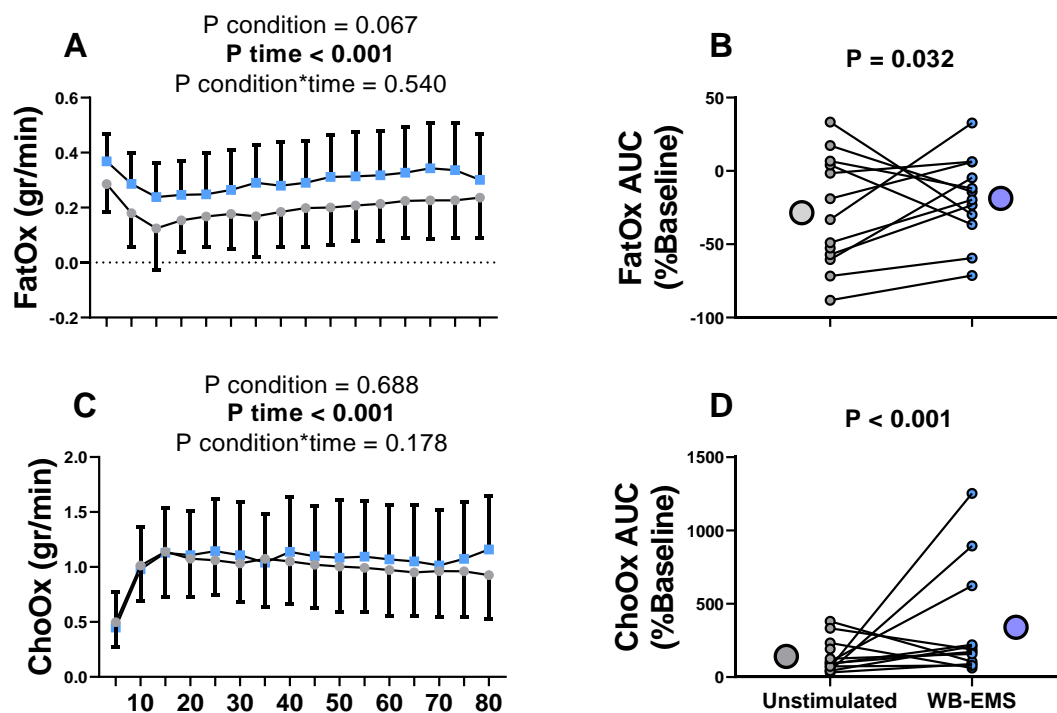 A
P condition = 0.067
P time < 0.001
P condition*time = 0.540
FatOx (gr/min)
0.6
0.4
0.2
0.0
-0.2
B
P = 0.032
FatOx AUC
(%Baseline)
50
0
-50
-100
C
P condition = 0.688
P time < 0.001
P condition*time = 0.178
ChoOx (gr/min)
2.0
1.5
1.0
0.5
0.0
10 20 30 40 50 60 70 80
D
P < 0.001
ChoOx AUC
(%Baseline)
1500
1000
500
0
Unstimulated WB-EMS